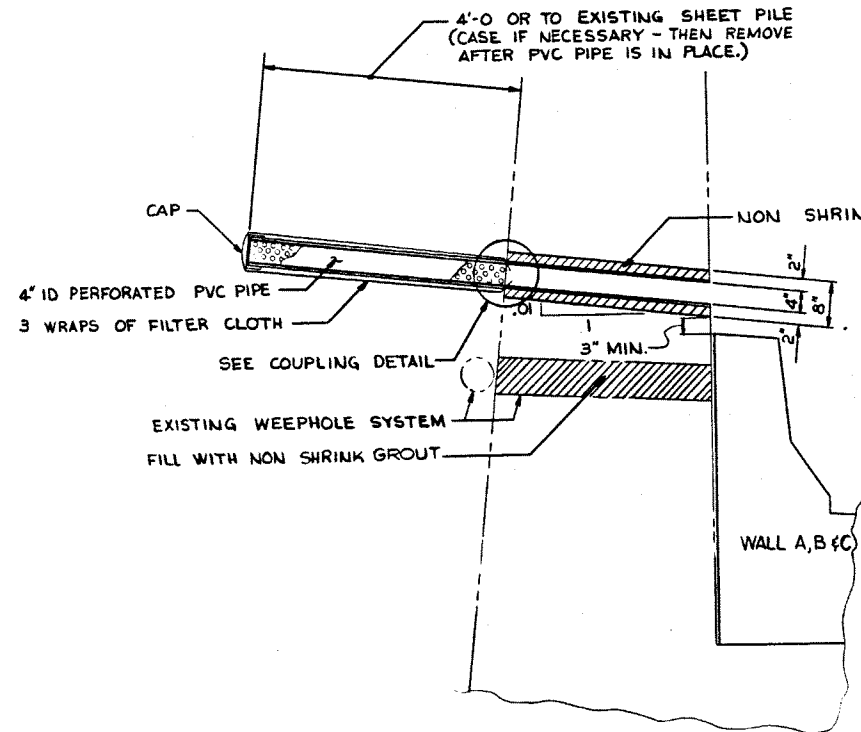 4'-0 OR TO EXISTING SHEET PILE
(CASE IF NECESSARY - THEN REMOVE
AFTER PVC PIPE IS IN PLACE.)
CAP
NON SHRIN
4" ID PERFORATED PVC PIPE
3 WRAPS OF FILTER CLOTH
2"
4"
8"
2"
.01
1
3" MIN.
SEE COUPLING DETAIL
EXISTING WEEPHOLE SYSTEM
FILL WITH NON SHRINK GROUT
WALL A,B &C